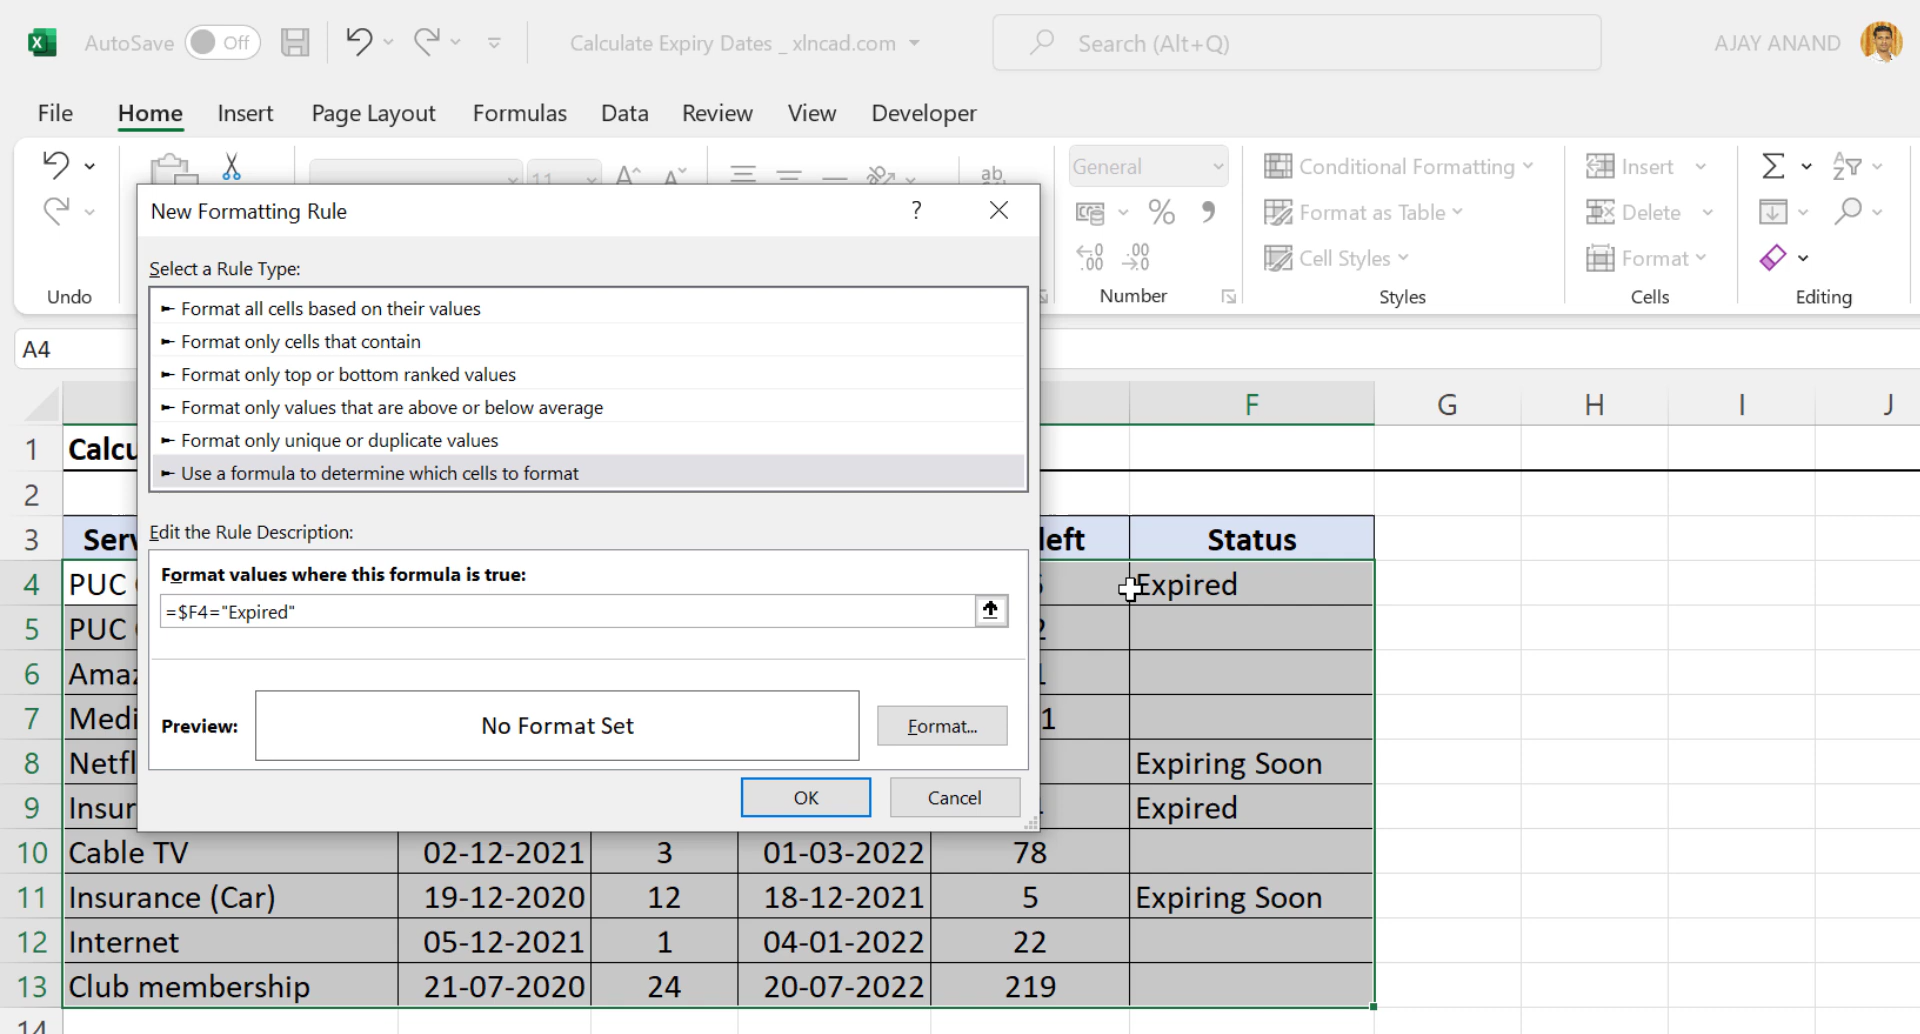 AutoSave Off Calculate Expiry Dates _ xlncad.com Search (Alt+Q) AJAY ANAND
File Home Insert Page Layout Formulas Data Review View Developer
11 ab General Conditional Formatting Insert
% Format as Table Delete
.00 .00 Cell Styles Format
Undo Number Styles Cells Editing
New Formatting Rule ?
Select a Rule Type:
► Format all cells based on their values
► Format only cells that contain
► Format only top or bottom ranked values
► Format only values that are above or below average
► Format only unique or duplicate values
► Use a formula to determine which cells to format
Edit the Rule Description:
Format values where this formula is true:
=$F4="Expired"
Preview: No Format Set Format...
OK Cancel
A4
F G H I J
1 Calcu
2
3 Serv left Status
4 PUC Expired
5 PUC 2
6 Amaz 1
7 Medi 1
8 Netfl Expiring Soon
9 Insur Expired
10 Cable TV 02-12-2021 3 01-03-2022 78
11 Insurance (Car) 19-12-2020 12 18-12-2021 5 Expiring Soon
12 Internet 05-12-2021 1 04-01-2022 22
13 Club membership 21-07-2020 24 20-07-2022 219
14